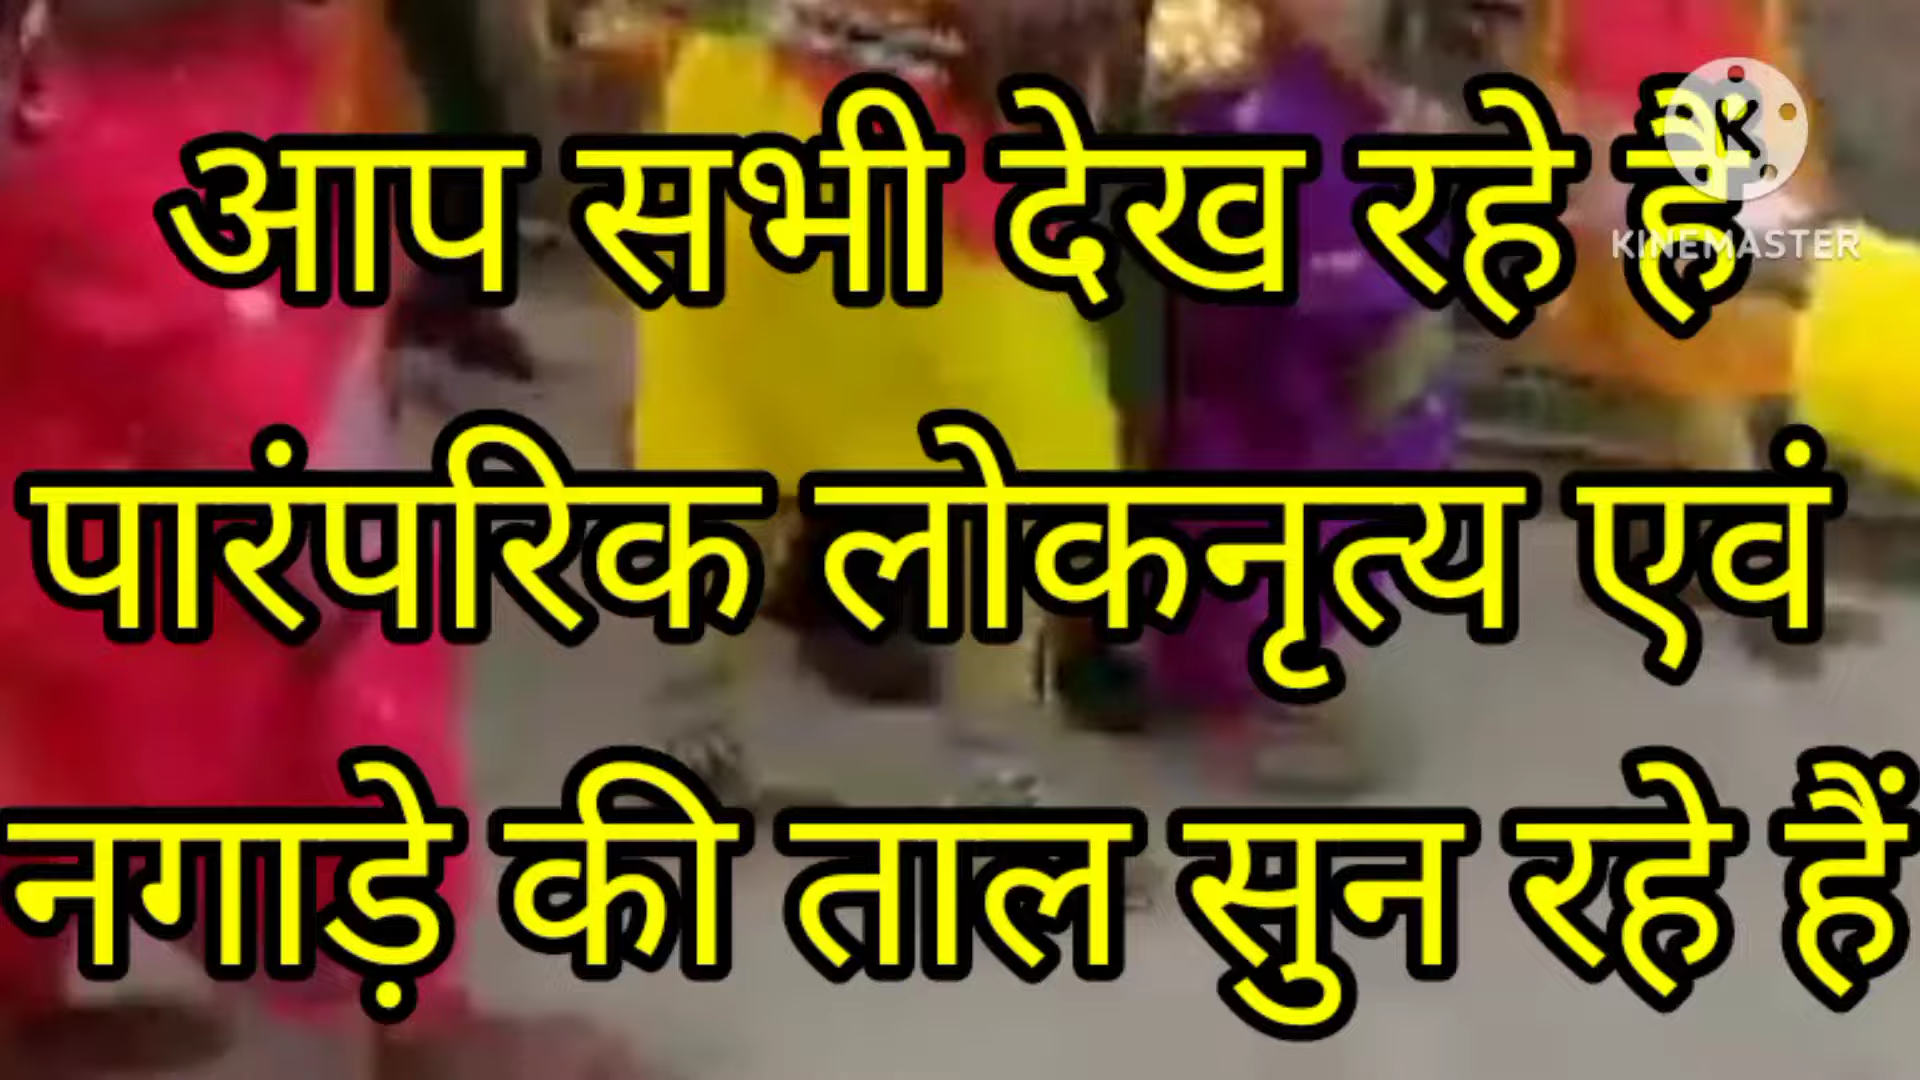 आप सभी देख रहे हैं
KINEMASTER
पारंपरिक लोकनृत्य एवं
नगाड़े की ताल सुन रहे हैं